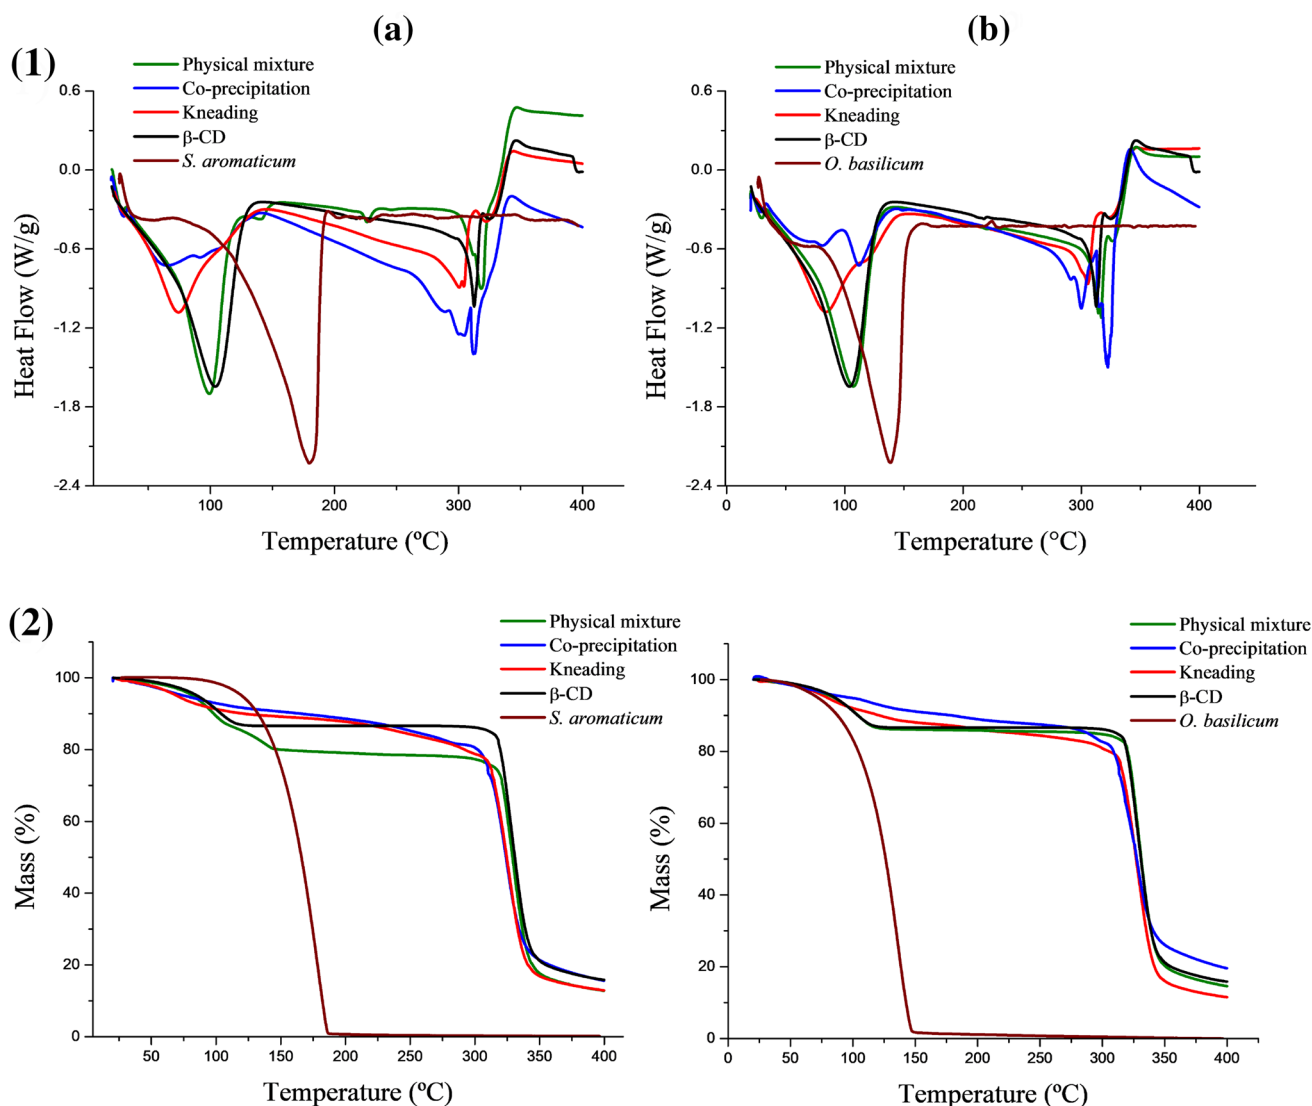 (a)
(b)
(1)
Physical mixture
Co-precipitation
Kneading
β-CD
S. aromaticum
0.6
0.0
-0.6
-1.2
-1.8
-2.4
Heat Flow (W/g)
100
200
300
400
Temperature (ºC)
Physical mixture
Co-precipitation
Kneading
β-CD
O. basilicum
0.6
0.0
-0.6
-1.2
-1.8
-2.4
Heat Flow (W/g)
0
100
200
300
400
Temperature (°C)
(2)
Physical mixture
Co-precipitation
Kneading
β-CD
S. aromaticum
100
80
60
40
20
0
Mass (%)
50
100
150
200
250
300
350
400
Temperature (ºC)
Physical mixture
Co-precipitation
Kneading
β-CD
O. basilicum
100
80
60
40
20
0
Mass (%)
0
50
100
150
200
250
300
350
400
Temperature (ºC)